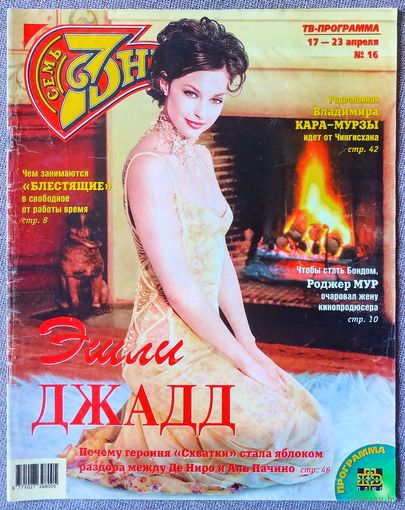 СЕМЬ 7 ДНЕЙ
ТВ-ПРОГРАММА
17 — 23 апреля
№ 16
Родословная
Владимира
КАРА-МУРЗЫ
идет от Чингисхана
стр. 42
Чем занимаются
«БЛЕСТЯЩИЕ»
в свободное
от работы время
стр. 8
Чтобы стать Бондом,
Роджер МУР
очаровал жену
кинопродюсера
стр. 10
Эшли
ДЖАДД
Почему героиня «Схватки» стала яблоком
раздора между Де Ниро и Аль Пачино стр. 46
ПРОГРАММА